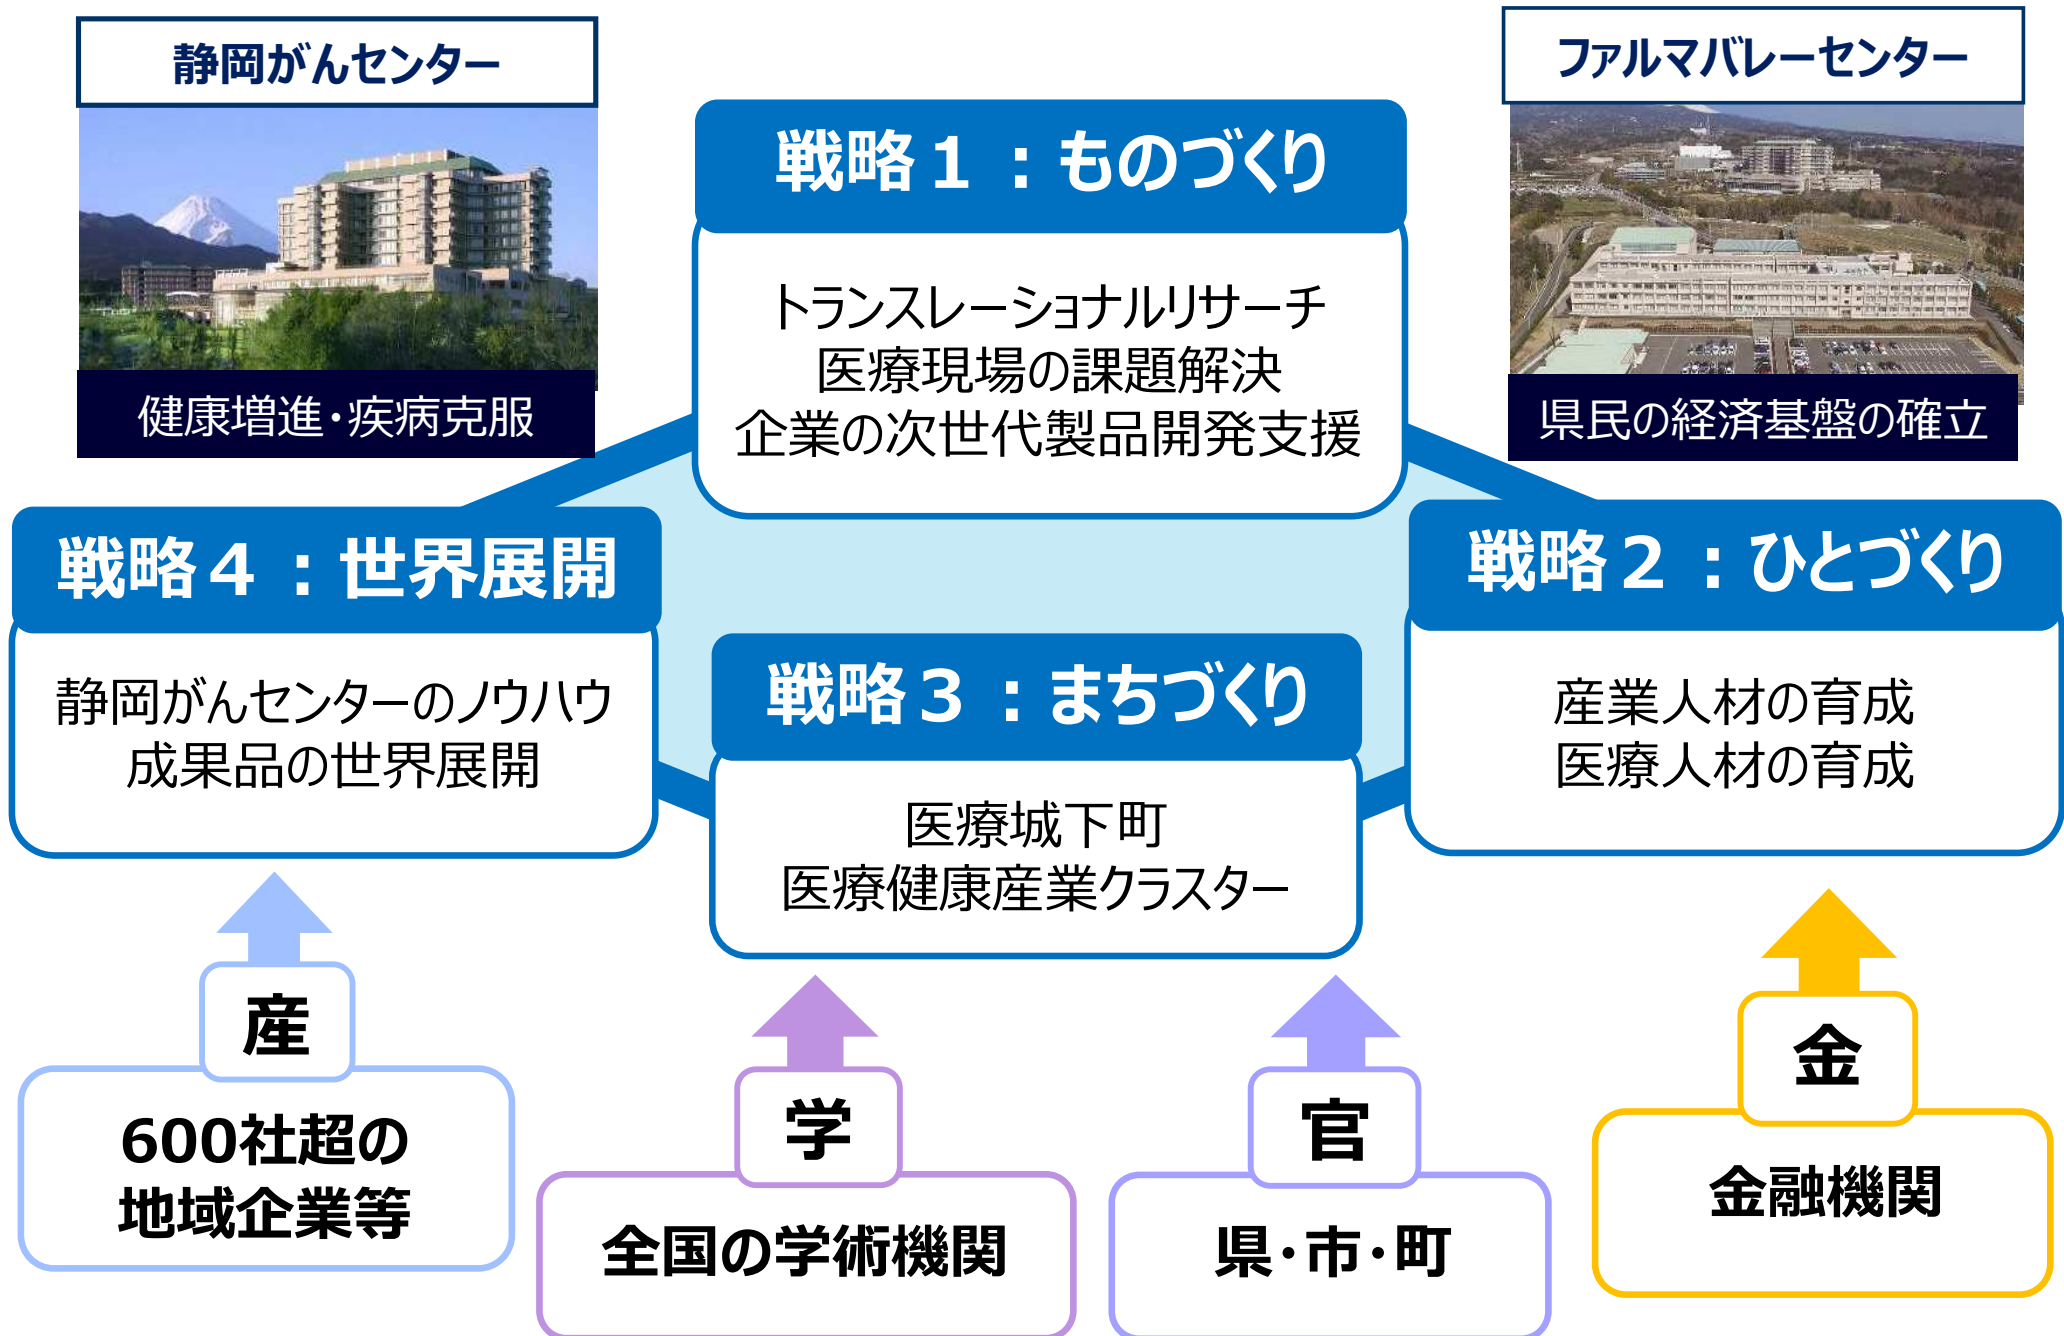 静岡がんセンター
ファルマバレーセンター
健康増進・疾病克服
県民の経済基盤の確立
戦略１：ものづくり
トランスレーショナルリサーチ
医療現場の課題解決
企業の次世代製品開発支援
戦略４：世界展開
静岡がんセンターのノウハウ
成果品の世界展開
戦略２：ひとづくり
産業人材の育成
医療人材の育成
戦略３：まちづくり
医療城下町
医療健康産業クラスター
産
600社超の
地域企業等
学
全国の学術機関
官
県・市・町
金
金融機関